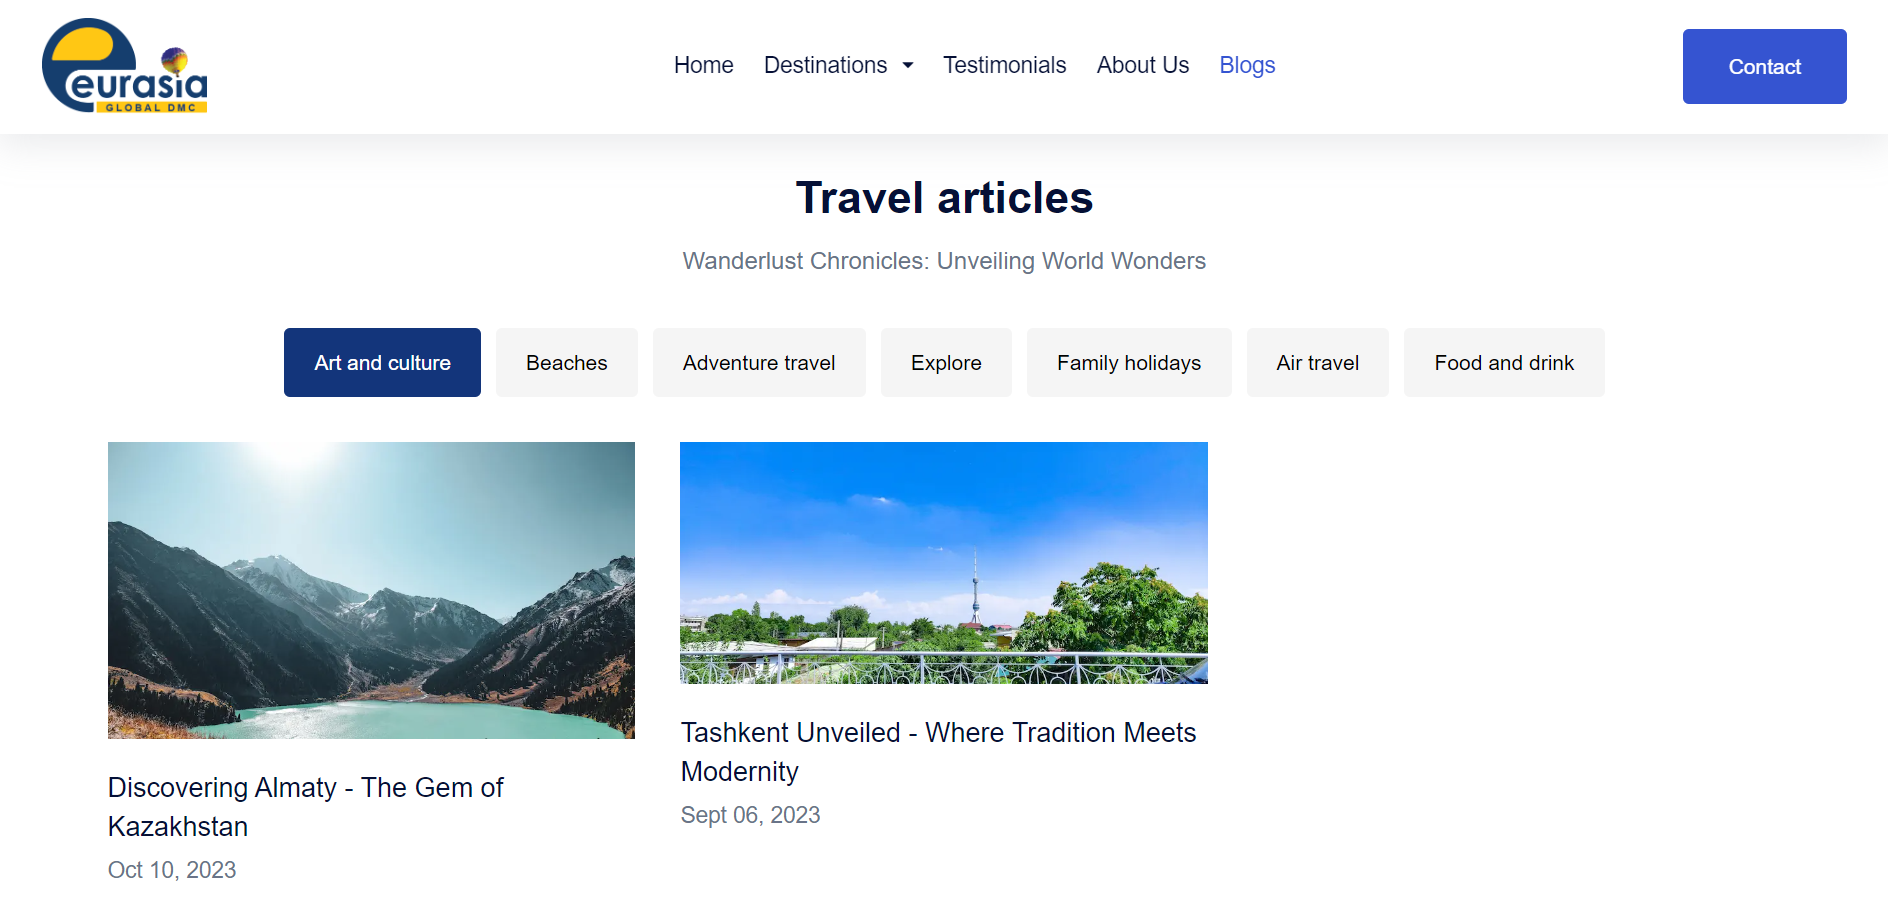 eurasia
GLOBAL DMC
Home Destinations Testimonials About Us Blogs
Contact
Travel articles
Wanderlust Chronicles: Unveiling World Wonders
Art and culture Beaches Adventure travel Explore Family holidays Air travel Food and drink
Discovering Almaty - The Gem of
Kazakhstan
Oct 10, 2023
Tashkent Unveiled - Where Tradition Meets
Modernity
Sept 06, 2023